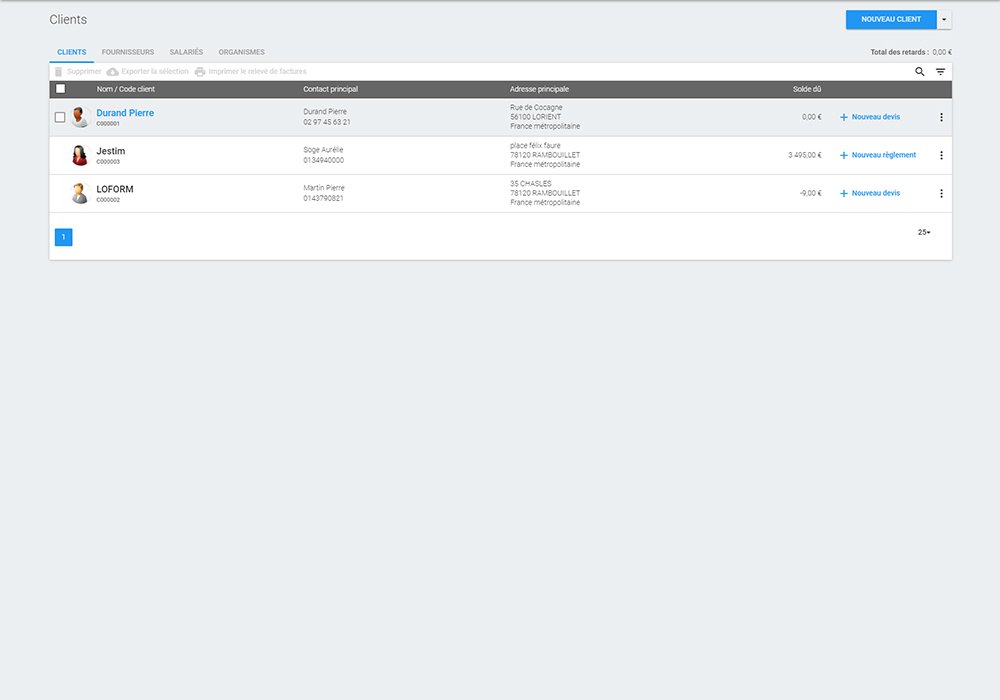 Clients
NOUVEAU CLIENT
CLIENTS FOURNISSEURS SALARIÉS ORGANISMES
Total des retards : 0,00 €
Supprimer Exporter la sélection Imprimer le relevé de factures
Nom / Code client Contact principal Adresse principale Solde dû
Durand Pierre
C000001
Durand Pierre
02 97 45 63 21
Rue de Cocagne
56100 LORIENT
France métropolitaine
0,00 €
+ Nouveau devis
Jestim
C000003
Soge Aurélie
0134940000
place félix faure
78120 RAMBOUILLET
France métropolitaine
3 495,00 €
+ Nouveau règlement
LOFORM
C000002
Martin Pierre
0143790821
35 CHASLES
78120 RAMBOUILLET
France métropolitaine
-9,00 €
+ Nouveau devis
1
25